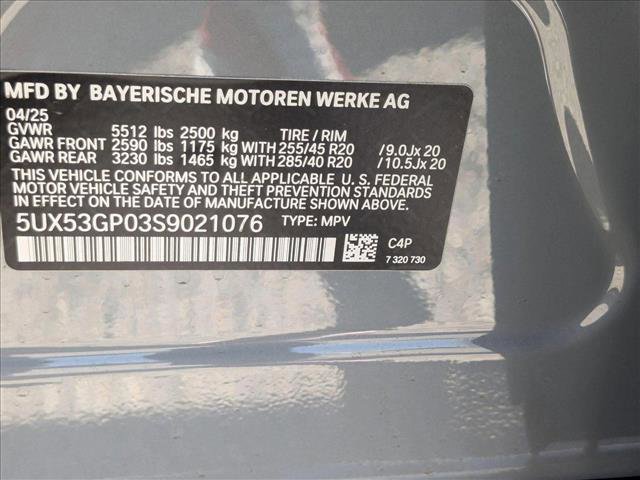 MFD BY BAYERISCHE MOTOREN WERKE AG
04/25
GVWR 5512 lbs 2500 kg TIRE / RIM
GAWR FRONT 2590 lbs 1175 kg WITH 255/45 R20 /9.0Jx 20
GAWR REAR 3230 lbs 1465 kg WITH 285/40 R20 /10.5Jx 20
THIS VEHICLE CONFORMS TO ALL APPLICABLE U.S. FEDERAL
MOTOR VEHICLE SAFETY AND THEFT PREVENTION STANDARDS
IN EFFECT ON THE DATE OF MANUFACTURE SHOWN ABOVE.
5UX53GP03S9021076 TYPE: MPV
C4P
7 320 730